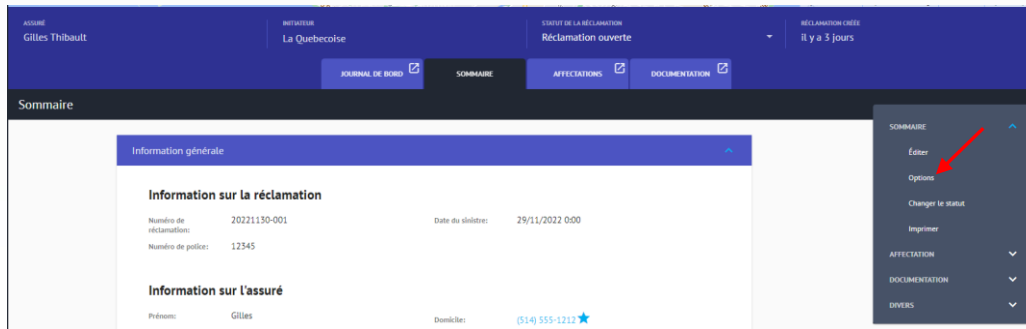 ASSURÉ
Gilles Thibault
INITIATEUR
La Quebecoise
STATUT DE LA RÉCLAMATION
Réclamation ouverte
RÉCLAMATION CRÉÉE
il y a 3 jours
JOURNAL DE BORD
SOMMAIRE
AFFECTATIONS
DOCUMENTATION
Sommaire
Information générale
Information sur la réclamation
Numéro de
réclamation:
20221130-001
Date du sinistre:
29/11/2022 0:00
Numéro de police:
12345
Information sur l'assuré
Prénom:
Gilles
Domicile:
(514) 555-1212
SOMMAIRE
Éditer
Options
Changer le statut
Imprimer
AFFECTATION
DOCUMENTATION
DIVERS